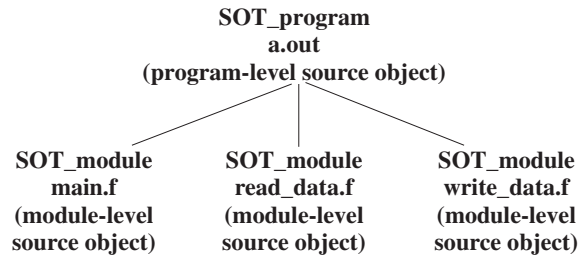 SOT_program
a.out
(program-level source object)
SOT_module
main.f
(module-level
source object)
SOT_module
read_data.f
(module-level
source object)
SOT_module
write_data.f
(module-level
source object)